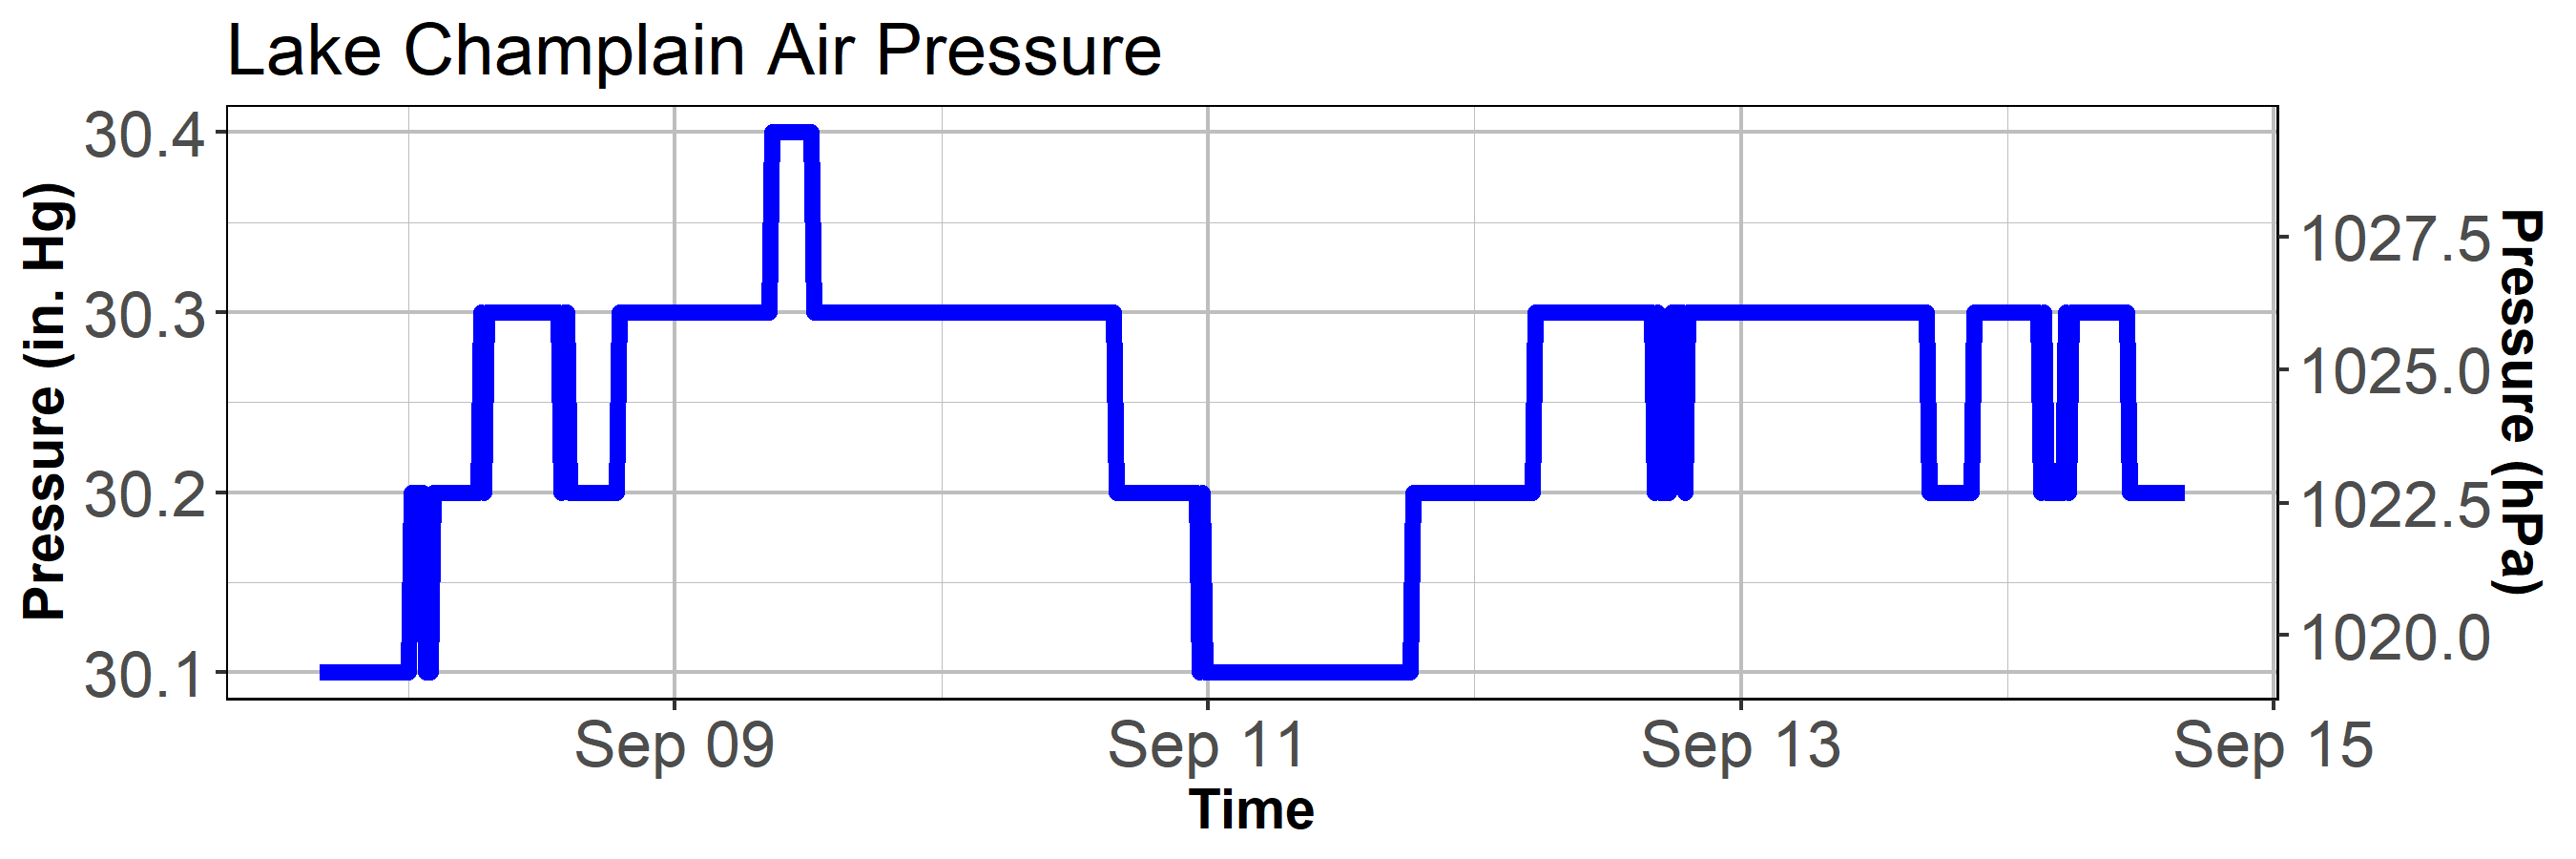 Lake Champlain Air Pressure
Pressure (in. Hg)
30.4
30.3
30.2
30.1
1027.5
1025.0
1022.5
1020.0
Pressure (hPa)
Sep 09
Sep 11
Sep 13
Sep 15
Time